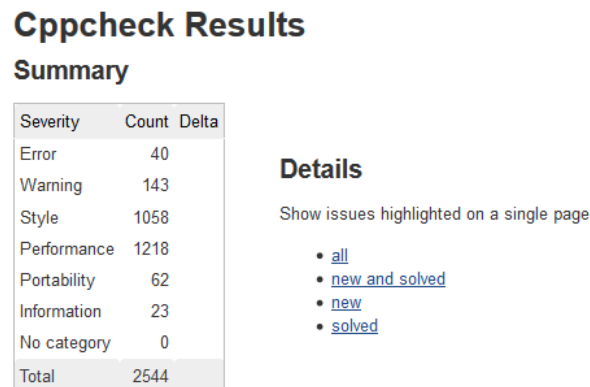 Cppcheck Results
Summary
Severity Count Delta
Error 40
Warning 143
Style 1058
Performance 1218
Portability 62
Information 23
No category 0
Total 2544
Details
Show issues highlighted on a single page
all
new and solved
new
solved